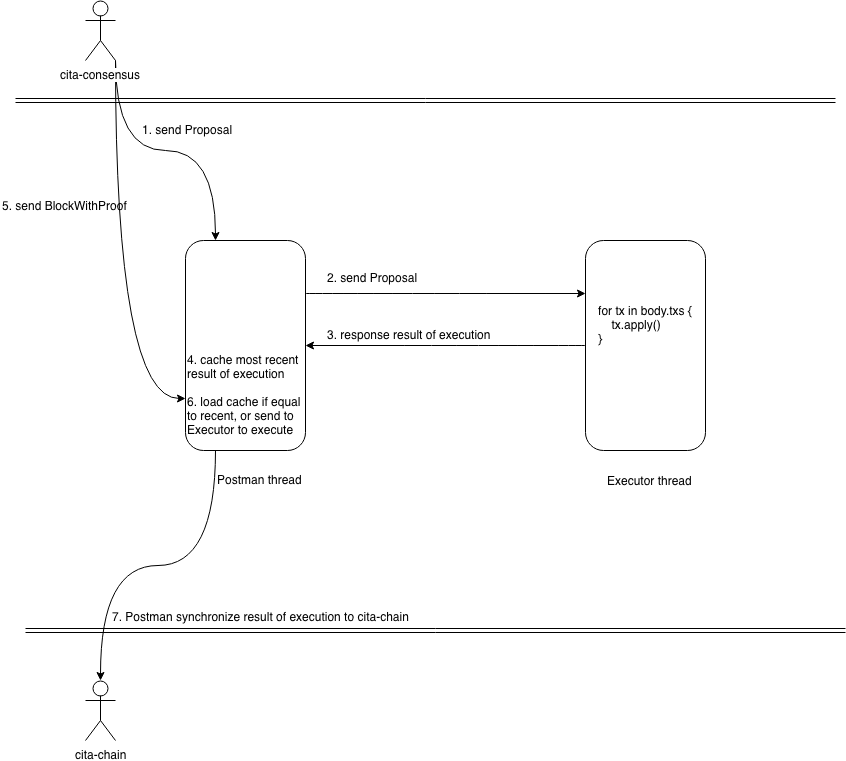 cita-consensus
1. send Proposal
5. send BlockWithProof
2. send Proposal
for tx in body.txs {
tx.apply()
}
3. response result of execution
4. cache most recent
result of execution
6. load cache if equal
to recent, or send to
Executor to execute
Postman thread
Executor thread
7. Postman synchronize result of execution to cita-chain
cita-chain